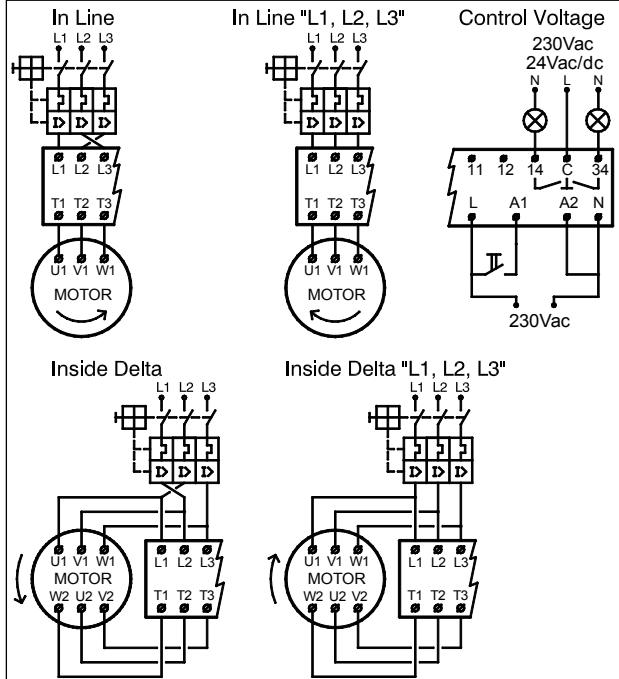 In Line
L1 L2 L3
I> I> I>
L1 L2 L3
T1 T2 T3
U1 V1 W1
MOTOR
In Line "L1, L2, L3"
L1 L2 L3
I> I> I>
L1 L2 L3
T1 T2 T3
U1 V1 W1
MOTOR
Control Voltage
230Vac
24Vac/dc
N L N
11 12 14 C 34
L A1 A2 N
230Vac
Inside Delta
L1 L2 L3
I> I> I>
U1 V1 W1
MOTOR
W2 U2 V2
L1 L2 L3
T1 T2 T3
Inside Delta "L1, L2, L3"
L1 L2 L3
I> I> I>
U1 V1 W1
MOTOR
W2 U2 V2
L1 L2 L3
T1 T2 T3